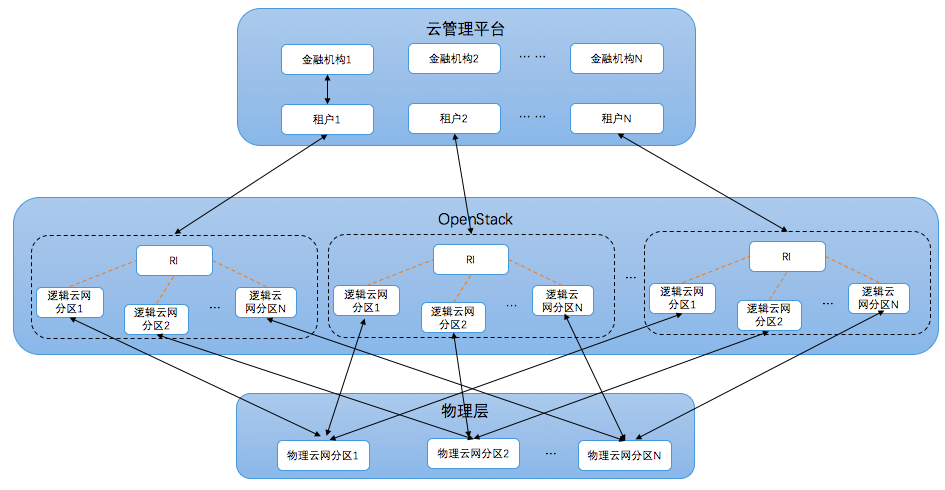 云管理平台
金融机构1
金融机构2
... ...
金融机构N
租户1
租户2
... ...
租户N
OpenStack
RI
逻辑云网
分区1
逻辑云网
分区2
...
逻辑云
网分区N
RI
逻辑云网
分区1
逻辑云网
分区2
...
逻辑云
网分区N
...
RI
逻辑云网
分区1
逻辑云网
分区2
...
逻辑云
网分区N
物理层
物理云网分区1
物理云网分区2
...
物理云网分区N